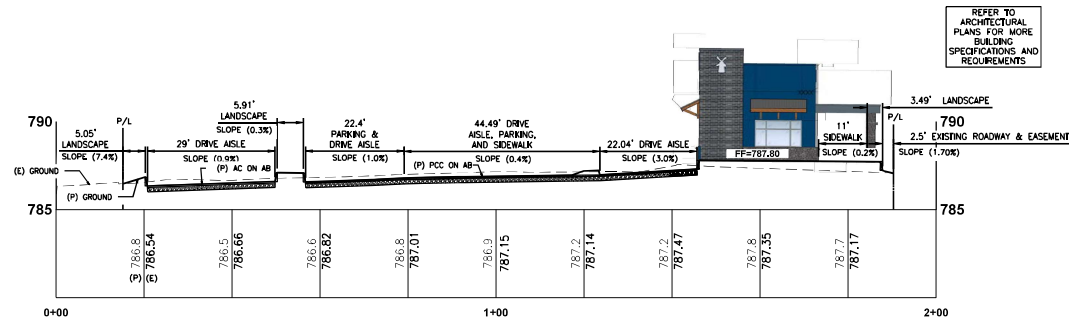 REFER TO
ARCHITECTURAL
PLANS FOR MORE
BUILDING
SPECIFICATIONS AND
REQUIREMENTS
790
5.05'
LANDSCAPE
SLOPE (7.4%)
P/L
29' DRIVE AISLE
SLOPE (0.9%)
(P) AC ON AB
5.91'
LANDSCAPE
SLOPE (0.3%)
22.4'
PARKING &
DRIVE AISLE
SLOPE (1.0%)
44.49' DRIVE
AISLE, PARKING,
AND SIDEWALK
SLOPE (0.4%)
(P) PCC ON AB
22.04' DRIVE AISLE
SLOPE (3.0%)
FF=787.80
11'
SIDEWALK
SLOPE (0.2%)
3.49' LANDSCAPE
P/L
790
2.5' EXISTING ROADWAY & EASEMENT
SLOPE (1.70%)
(E) GROUND
(P) GROUND
785
785
786.8
786.54
786.5
786.66
786.6
786.82
786.8
787.01
786.9
787.15
787.2
787.14
787.2
787.47
787.8
787.35
787.7
787.17
(P) (E)
0+00
1+00
2+00